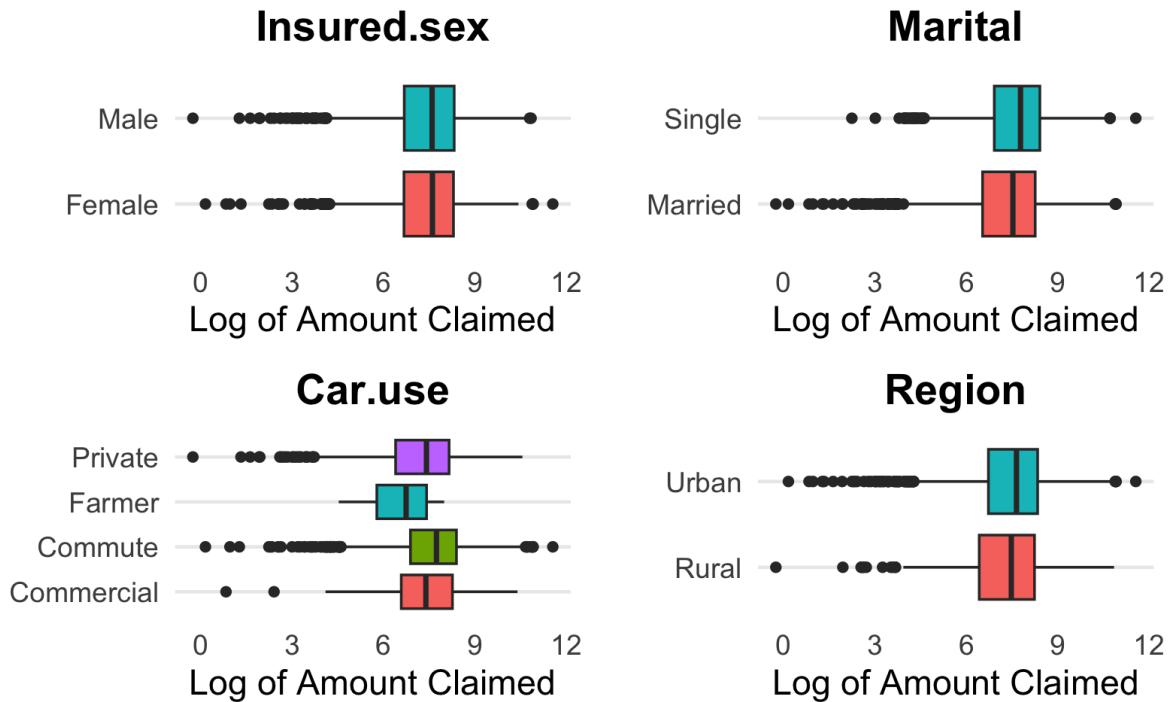 Insured.sex
Male
Female
0 3 6 9 12
Log of Amount Claimed
Marital
Single
Married
0 3 6 9 12
Log of Amount Claimed
Car.use
Private
Farmer
Commute
Commercial
0 3 6 9 12
Log of Amount Claimed
Region
Urban
Rural
0 3 6 9 12
Log of Amount Claimed